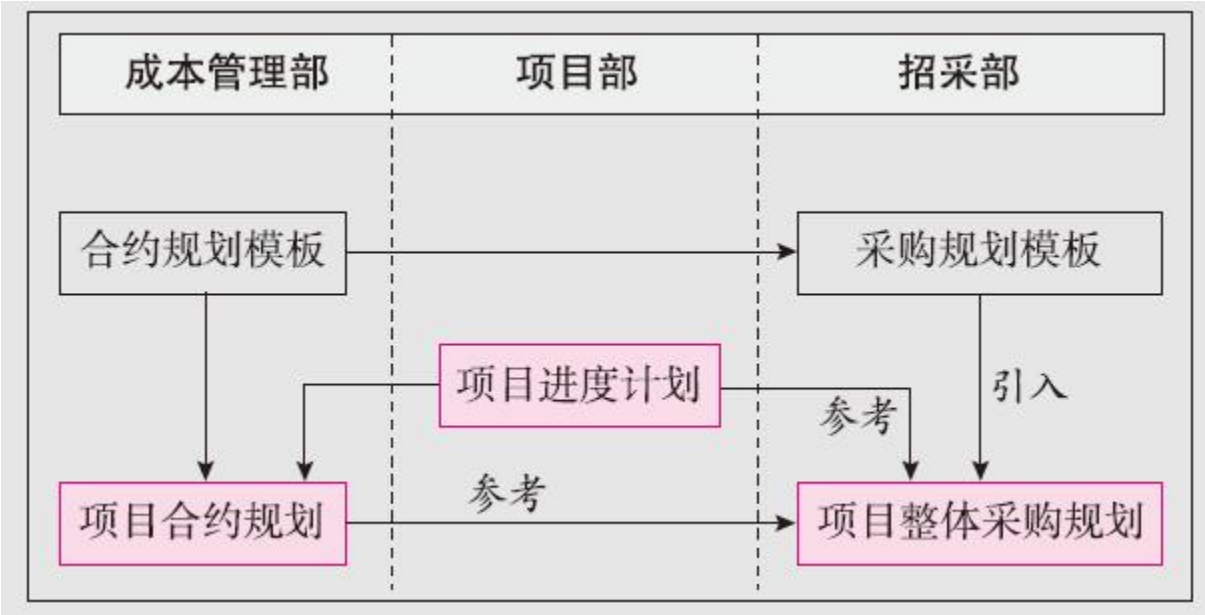 成本管理部
项目部
招采部
合约规划模板
采购规划模板
项目进度计划
引入
参考
参考
项目合约规划
项目整体采购规划